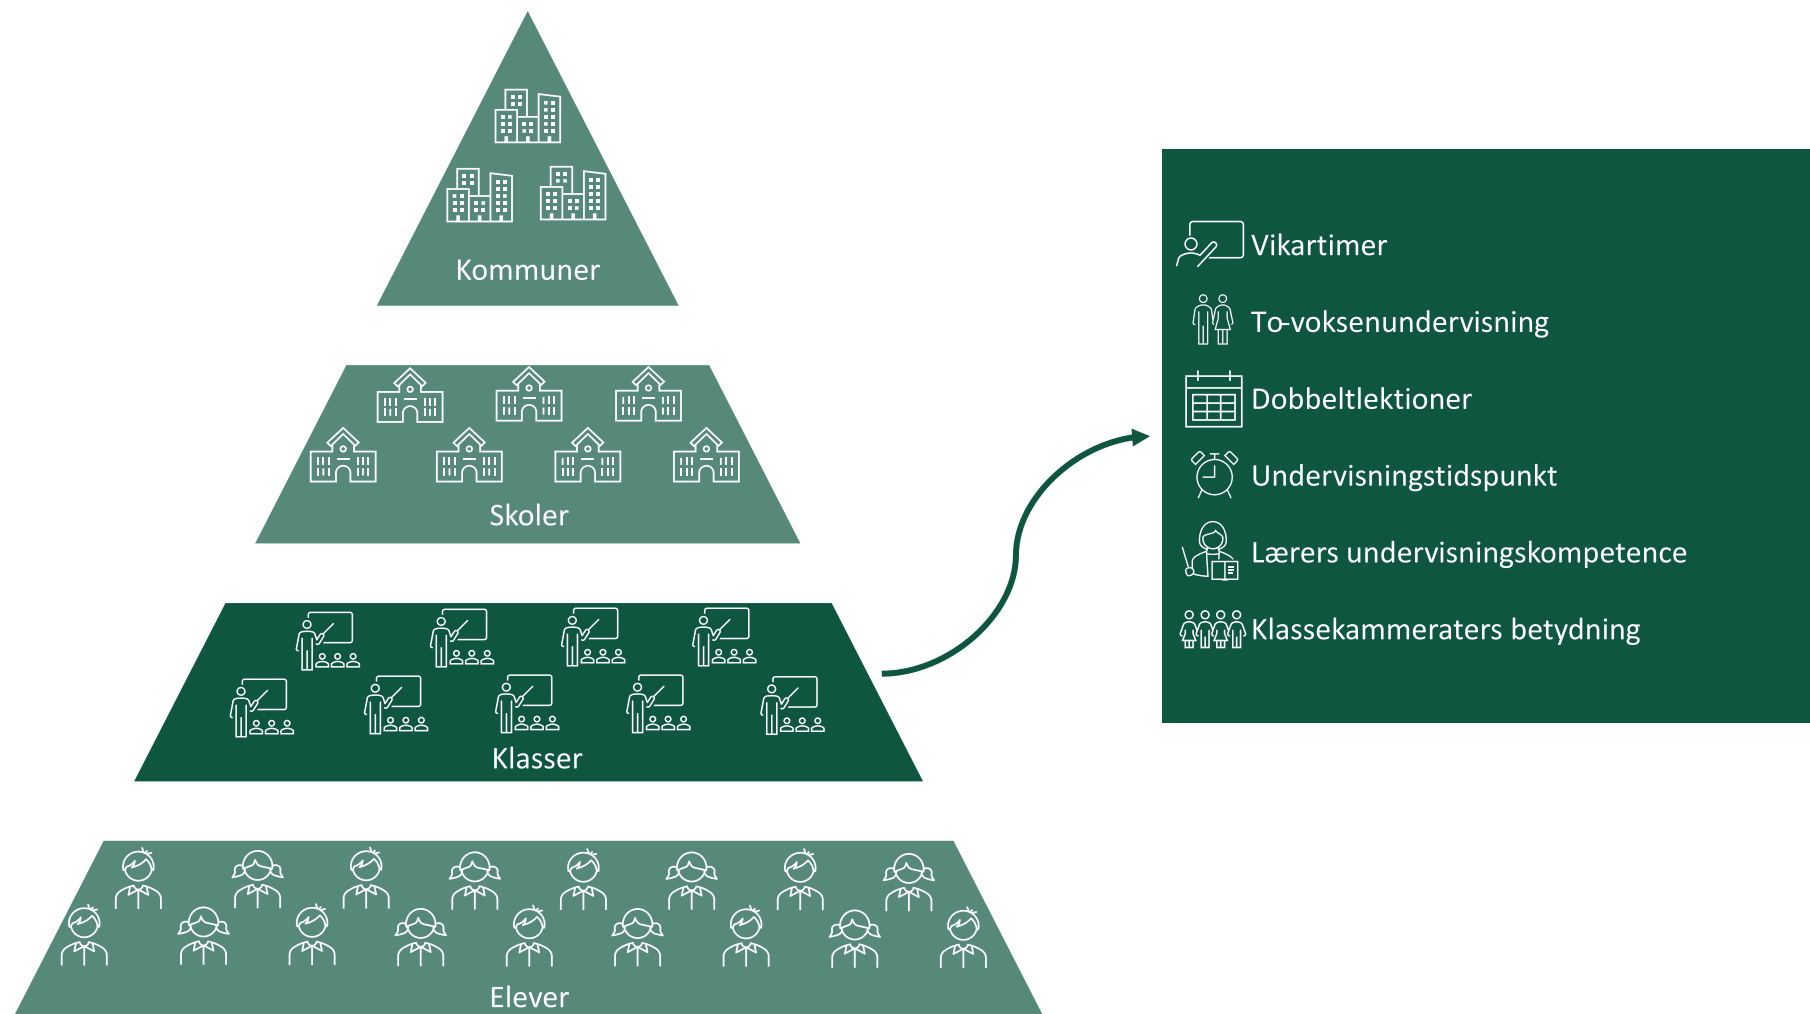 Kommuner
Skoler
Klasser
Elever
Vikartimer
To-voksenundervisning
Dobbeltlektioner
Undervisningstidspunkt
Lærers undervisningskompetence
Klassekammeraters betydning